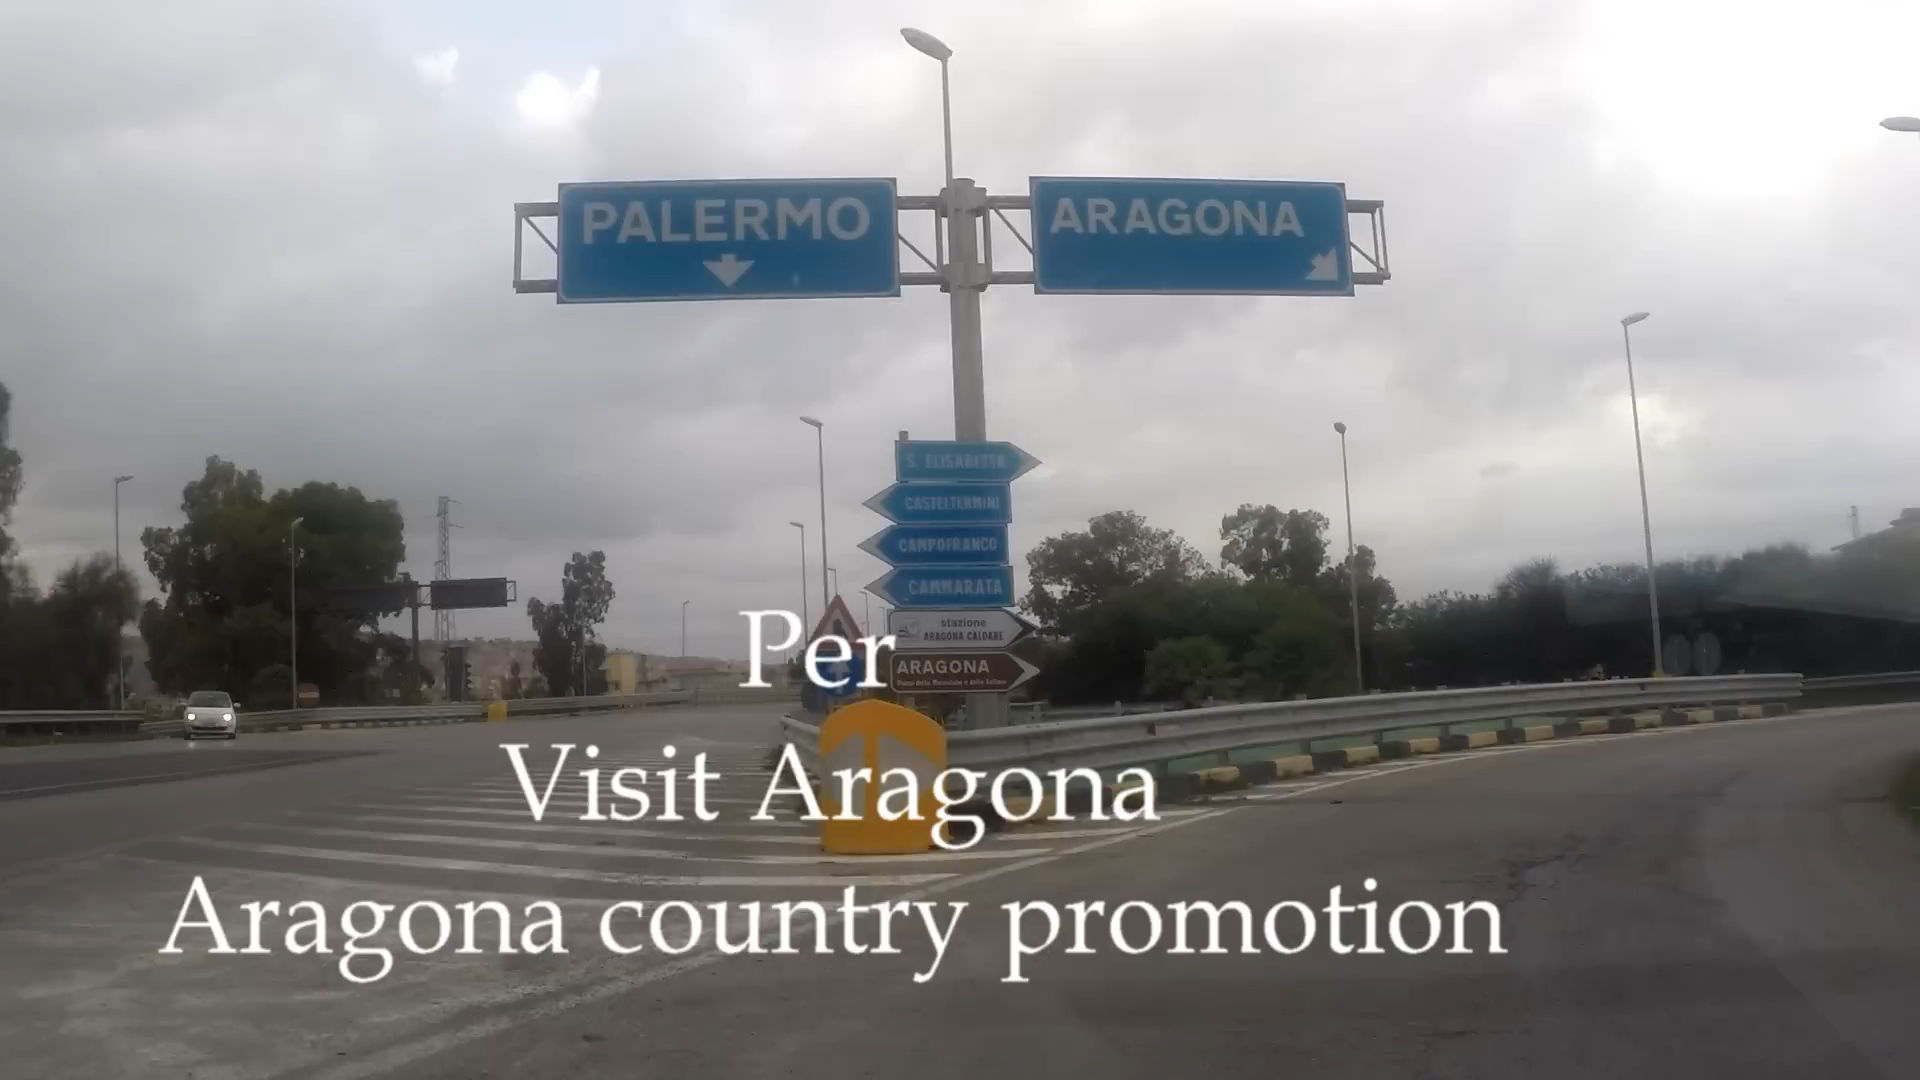 PALERMO
ARAGONA
S. ELISABETTA
CASTELTERMINI
CAMPOFRANCO
CAMMARATA
stazione
ARAGONA CALDARE
ARAGONA
Per
Visit Aragona
Aragona country promotion